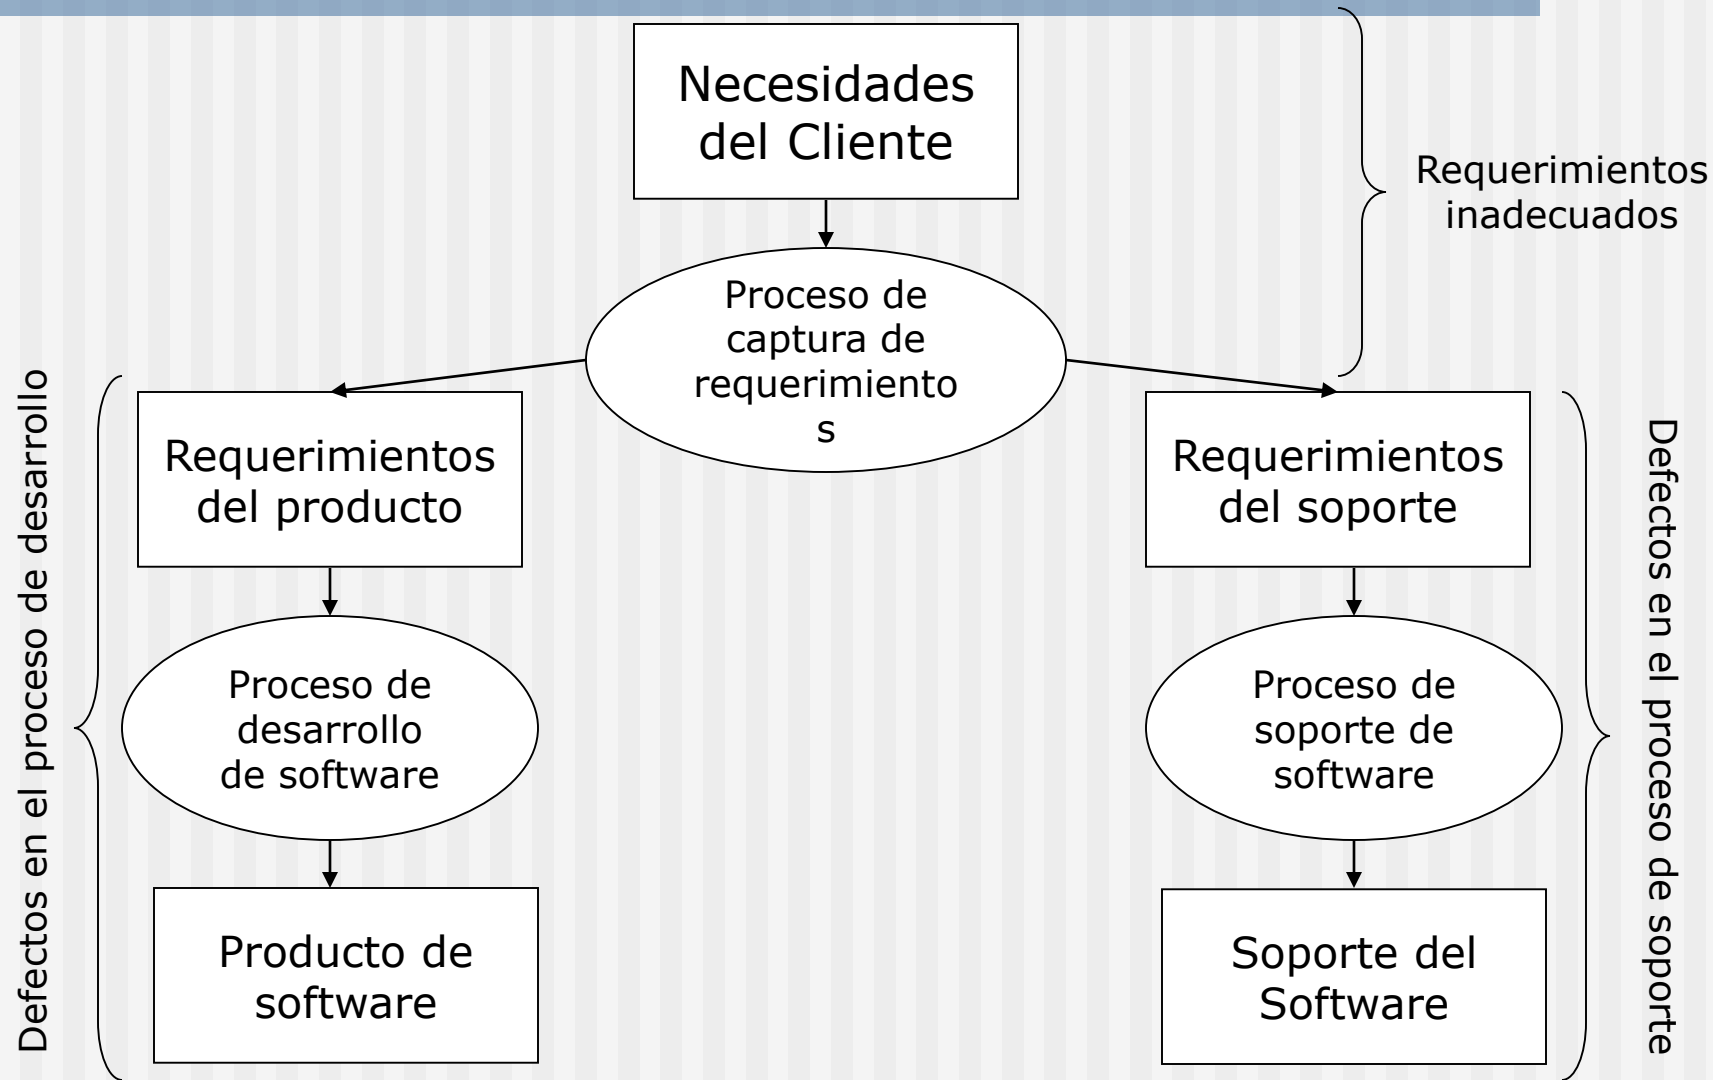 Necesidades
del Cliente
Requerimientos
inadecuados
Proceso de
captura de
requerimiento
s
Defectos en el proceso de desarrollo
Requerimientos
del producto
Requerimientos
del soporte
Defectos en el proceso de soporte
Proceso de
desarrollo
de software
Proceso de
soporte de
software
Producto de
software
Soporte del
Software